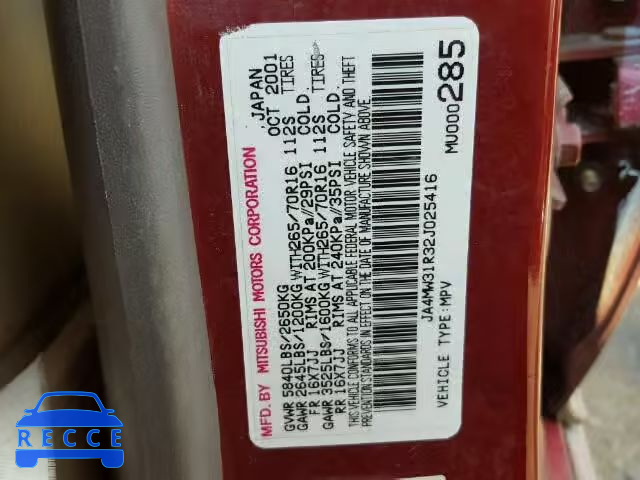 MFD. BY MITSUBISHI MOTORS CORPORATION , JAPAN
GVWR 5840LBS/2650KG OCT 2001
GAWR 2645LBS/1200KG WITH265/70R16 112S TIRES
FR 16X7JJ RIMS AT 200KPA/29PSI COLD.
GAWR 3525LBS/1600KG WITH265/70R16 112S TIRES
RR 16X7JJ RIMS AT 240KPA/35PSI COLD.
THIS VEHICLE CONFORMS TO ALL APPLICABLE FEDERAL MOTOR VEHICLE SAFETY AND THEFT
PREVENTION STANDARDS IN EFFECT ON THE DATE OF MANUFACTURE SHOWN ABOVE.
JA4MW31R32J025416
VEHICLE TYPE:MPV MU000285
RECCE